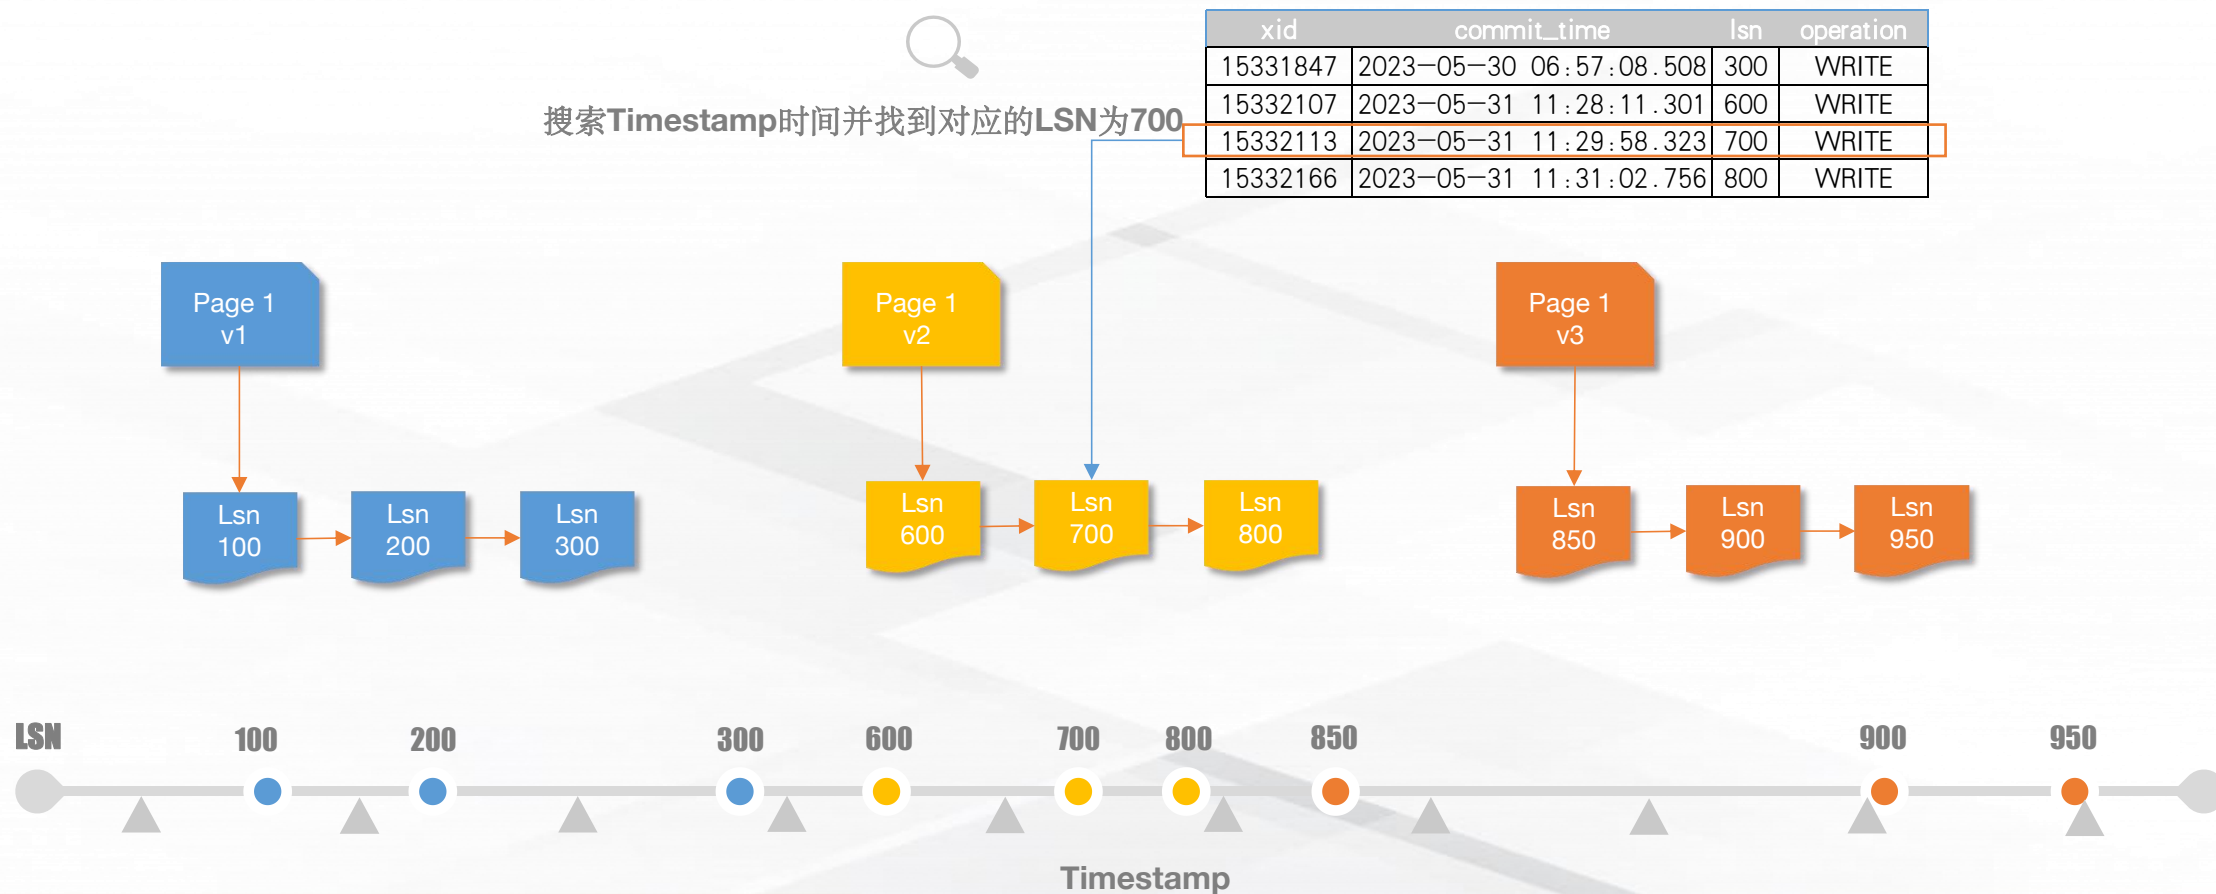 xid commit_time lsn operation
15331847 2023-05-30 06:57:08.508 300 WRITE
15332107 2023-05-31 11:28:11.301 600 WRITE
15332113 2023-05-31 11:29:58.323 700 WRITE
15332166 2023-05-31 11:31:02.756 800 WRITE
搜索Timestamp时间并找到对应的LSN为700
Page 1
v1
Page 1
v2
Page 1
v3
Lsn
100
Lsn
200
Lsn
300
Lsn
600
Lsn
700
Lsn
800
Lsn
850
Lsn
900
Lsn
950
LSN 100 200 300 600 700 800 850 900 950
Timestamp